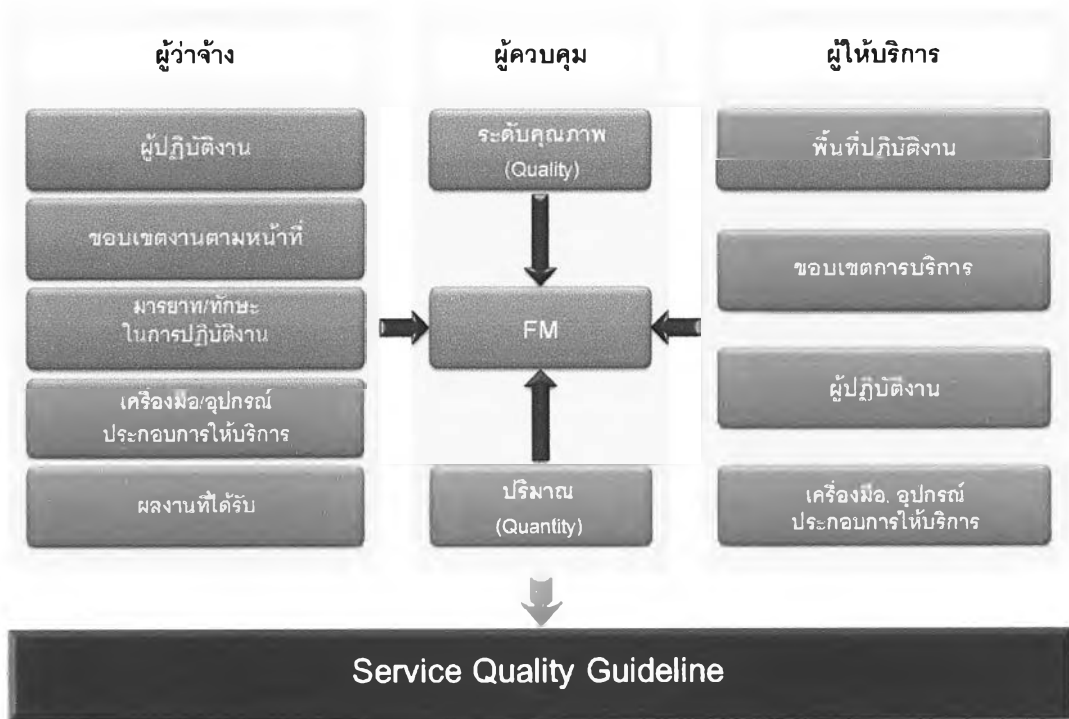 ผู้ว่าจ้าง
ผู้ปฏิบัติงาน
ขอบเขตงานตามหน้าที่
มารยาท/ทักษะ
ในการปฏิบัติงาน
เครื่องมือ/อุปกรณ์
ประกอบการให้บริการ
ผลงานที่ได้รับ
ผู้ควบคุม
ระดับคุณภาพ
(Quality)
FM
ปริมาณ
(Quantity)
ผู้ให้บริการ
พื้นที่ปฏิบัติงาน
ขอบเขตการบริการ
ผู้ปฏิบัติงาน
เครื่องมือ, อุปกรณ์
ประกอบการให้บริการ
Service Quality Guideline